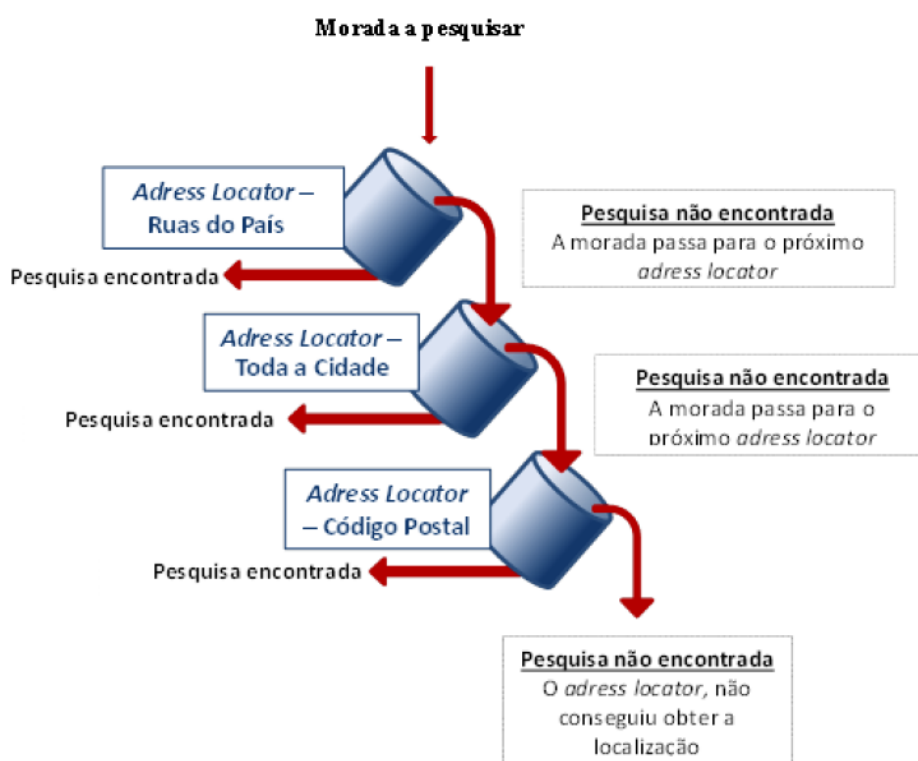 Morada a pesquisar
Adress Locator –
Ruas do País
Pesquisa não encontrada
A morada passa para o próximo
adress locator
Pesquisa encontrada
Adress Locator –
Toda a Cidade
Pesquisa não encontrada
A morada passa para o
próximo adress locator
Pesquisa encontrada
Adress Locator
– Código Postal
Pesquisa encontrada
Pesquisa não encontrada
O adress locator, não
conseguiu obter a
localização